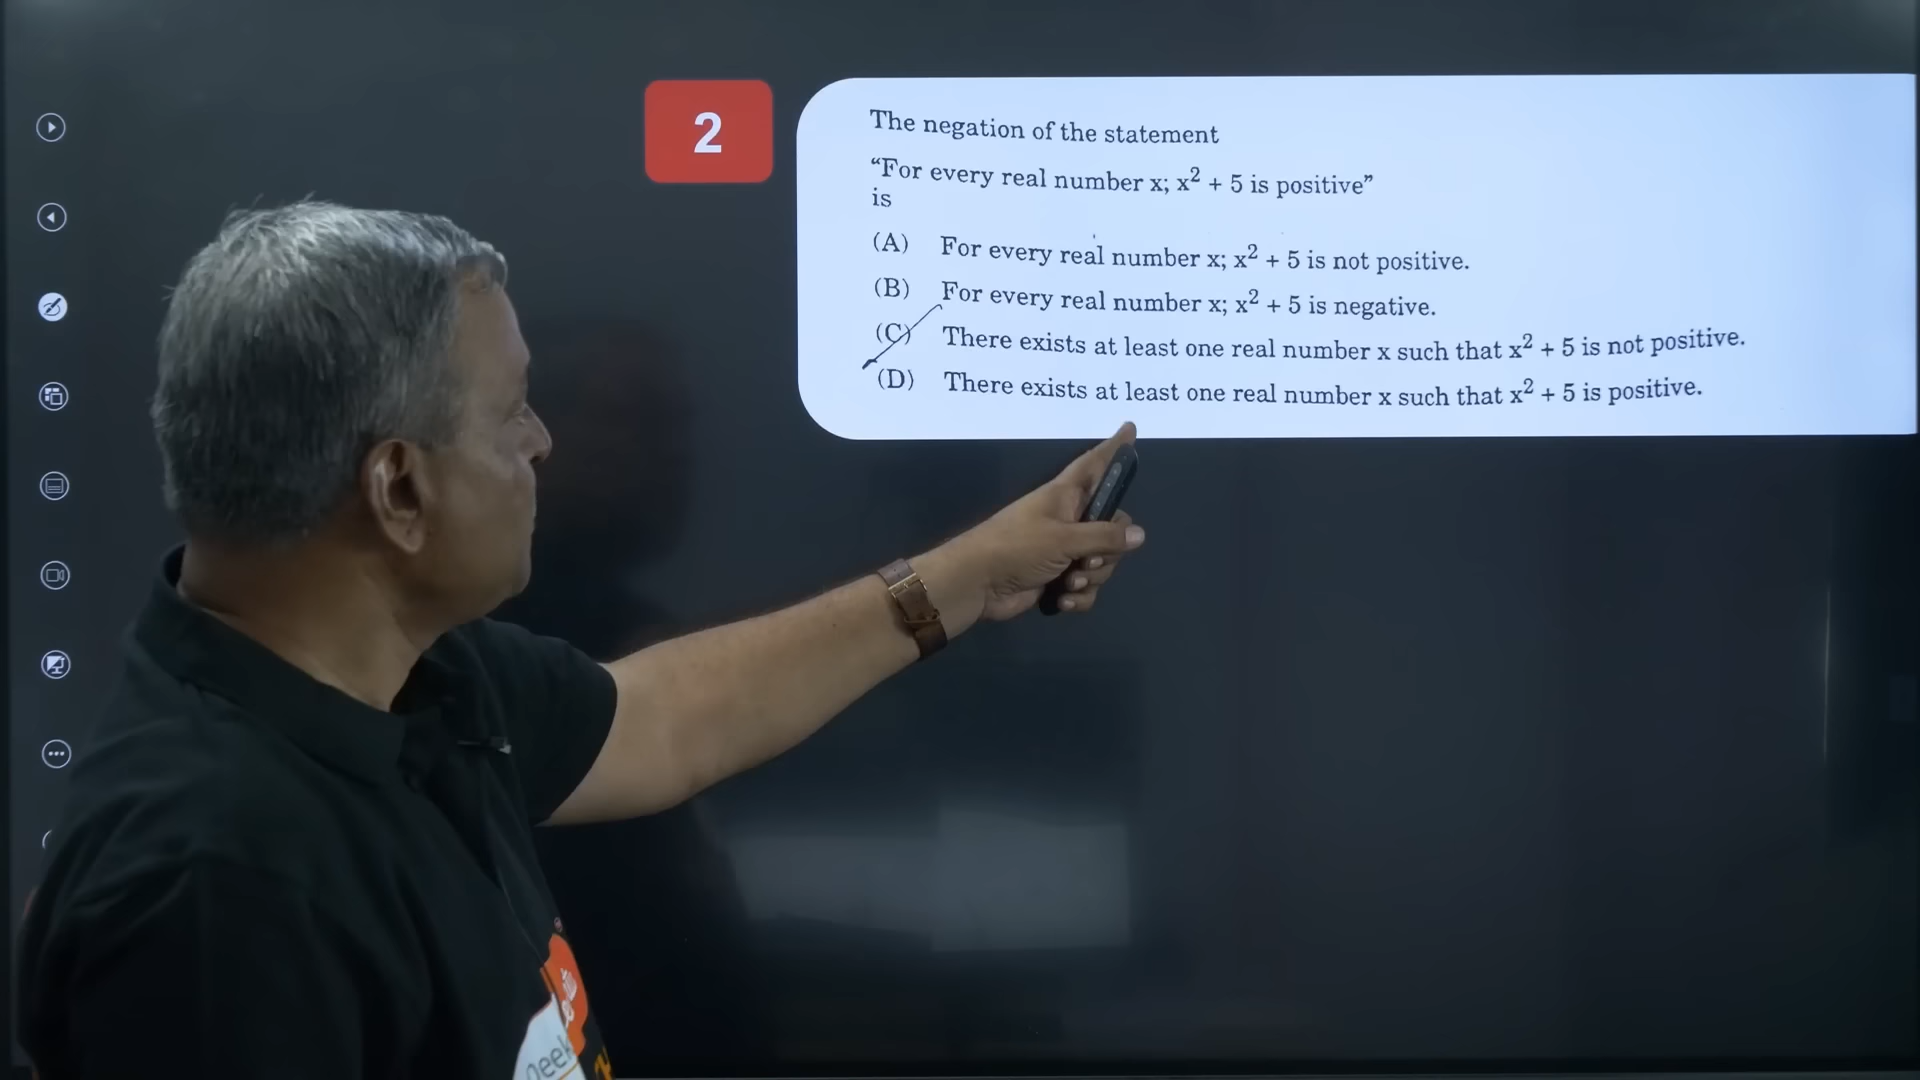 2
The negation of the statement
“For every real number x; x² + 5 is positive”
is
(A) For every real number x; x² + 5 is not positive.
(B) For every real number x; x² + 5 is negative.
(C) There exists at least one real number x such that x² + 5 is not positive.
(D) There exists at least one real number x such that x² + 5 is positive.